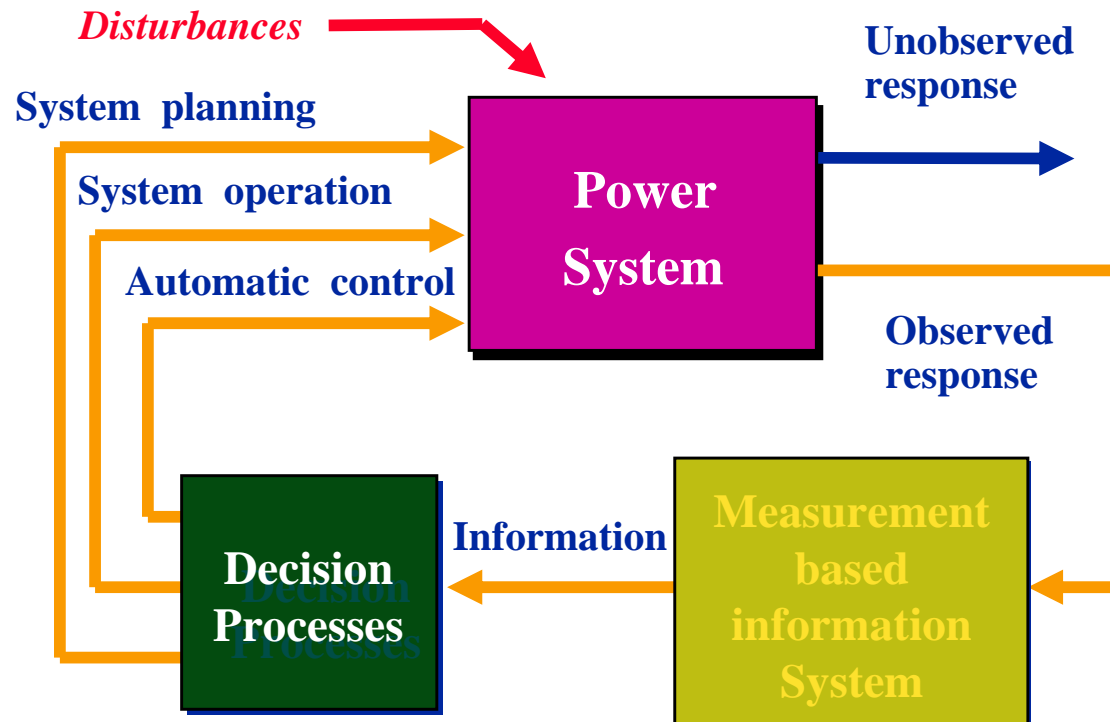 Disturbances
Unobserved
response
System planning
System operation
Automatic control
Power
System
Observed
response
Decision
Processes
Information
Measurement
based
information
System